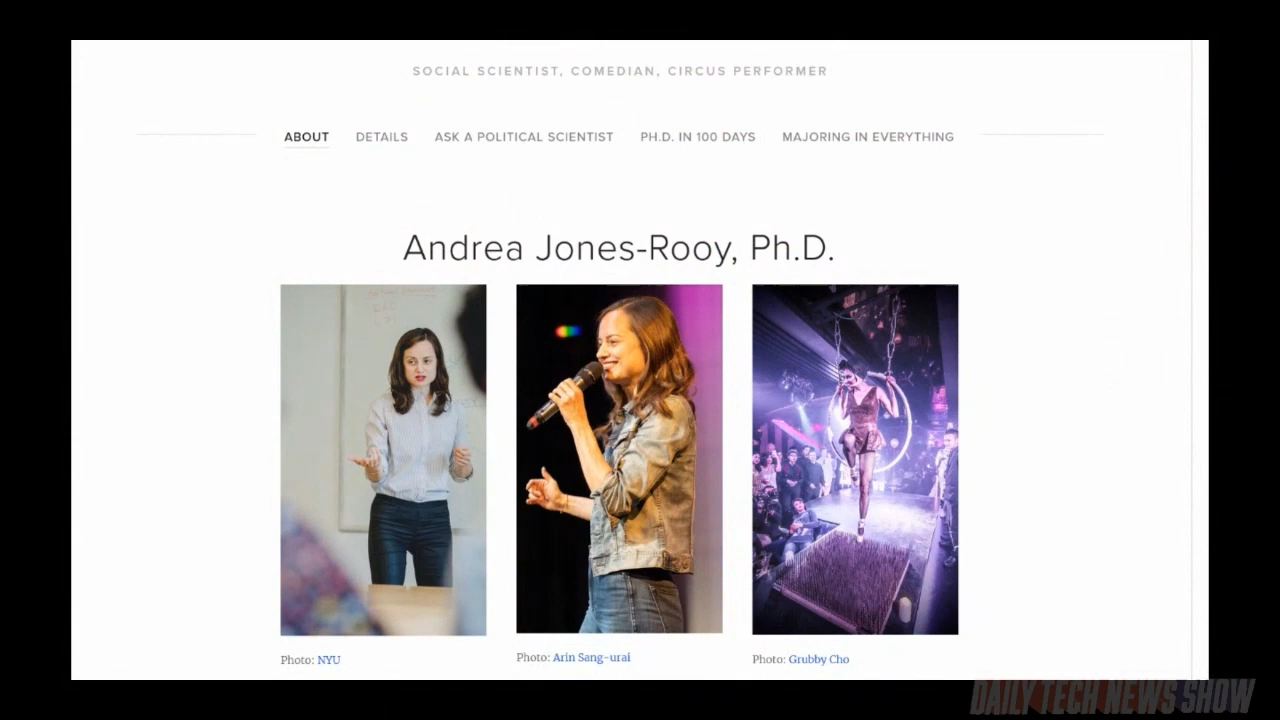 SOCIAL SCIENTIST, COMEDIAN, CIRCUS PERFORMER
ABOUT DETAILS ASK A POLITICAL SCIENTIST PH.D. IN 100 DAYS MAJORING IN EVERYTHING
Andrea Jones-Rooy, Ph.D.
Photo: NYU Photo: Arin Sang-urai Photo: Grubby Cho
DAILY TECH NEWS SHOW